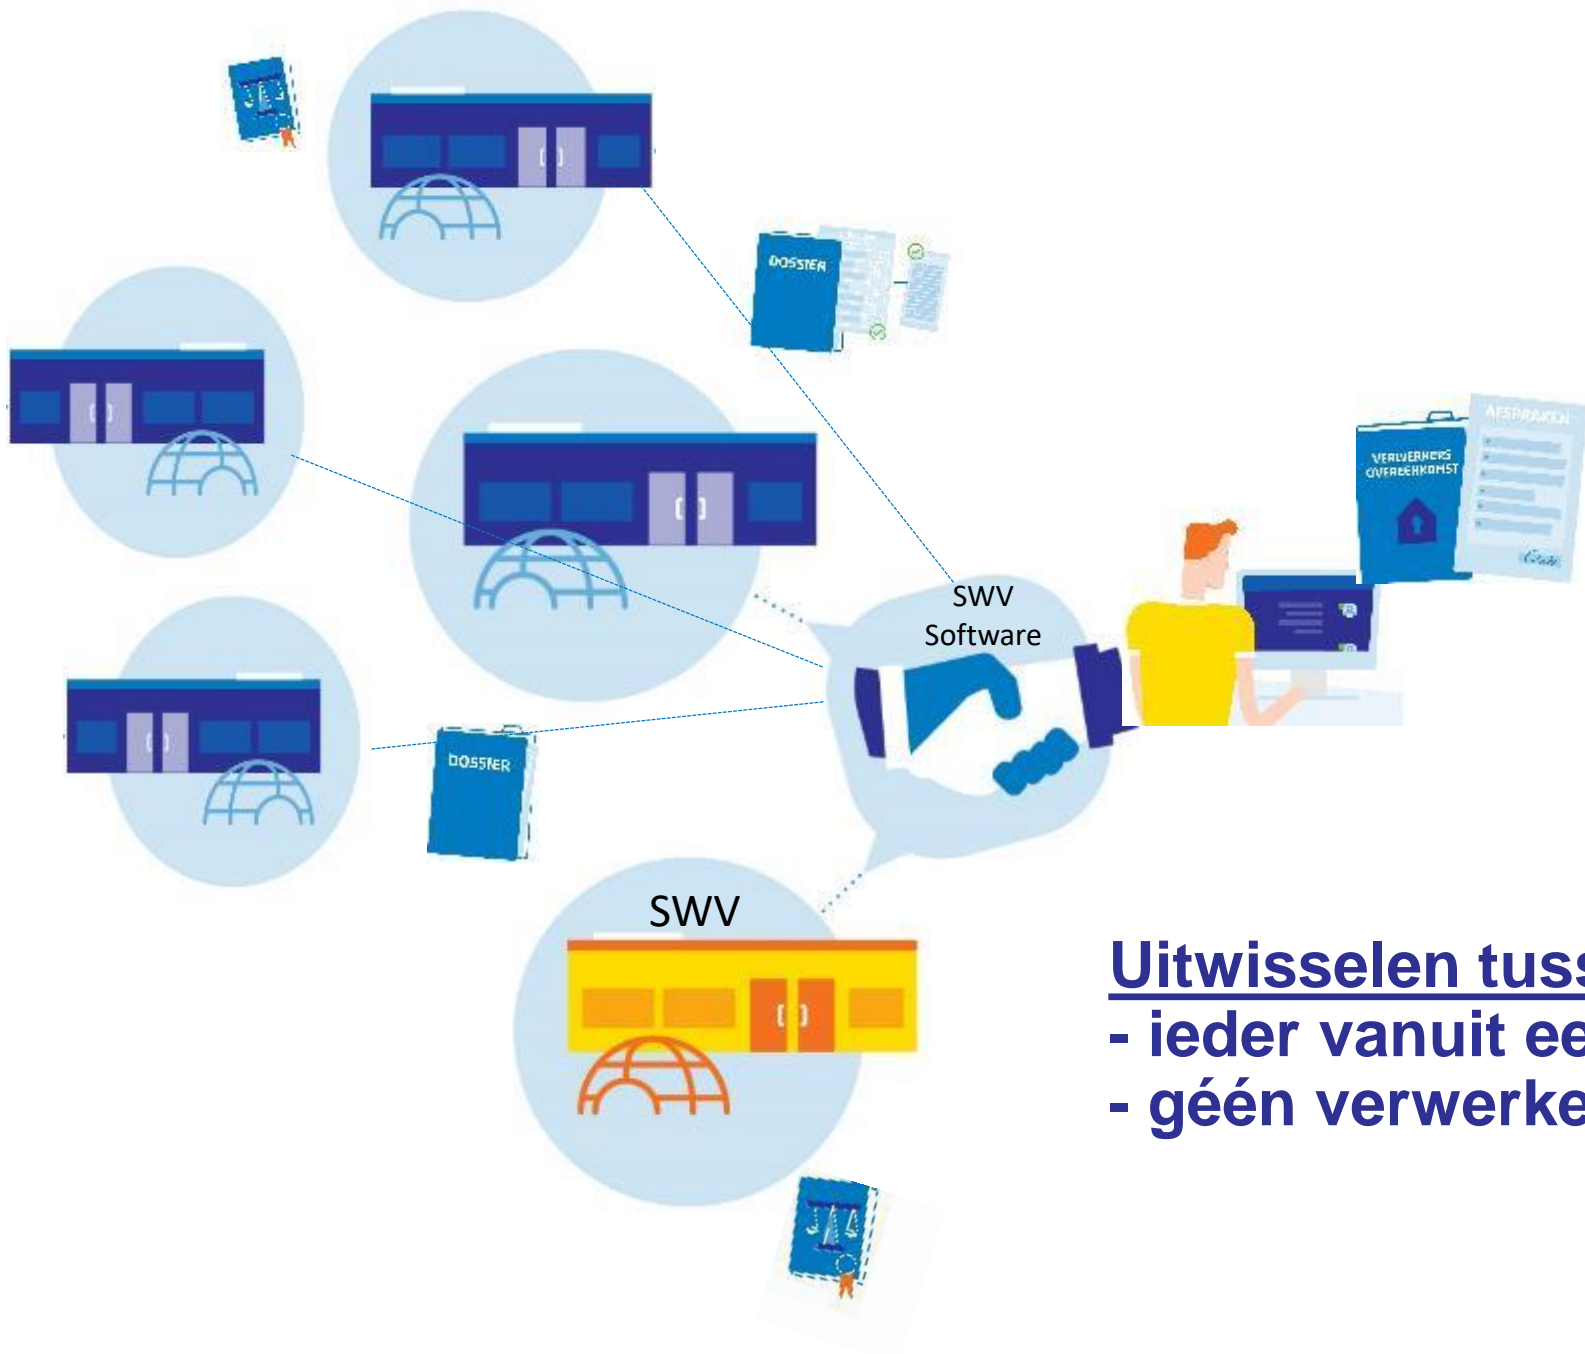 DOSSIER
AFSPRAKEN
VERWERKERS
OVEREENKOMST
SWV
Software
DOSSIER
SWV
Uitwisselen tuss
- ieder vanuit ee
- géén verwerke